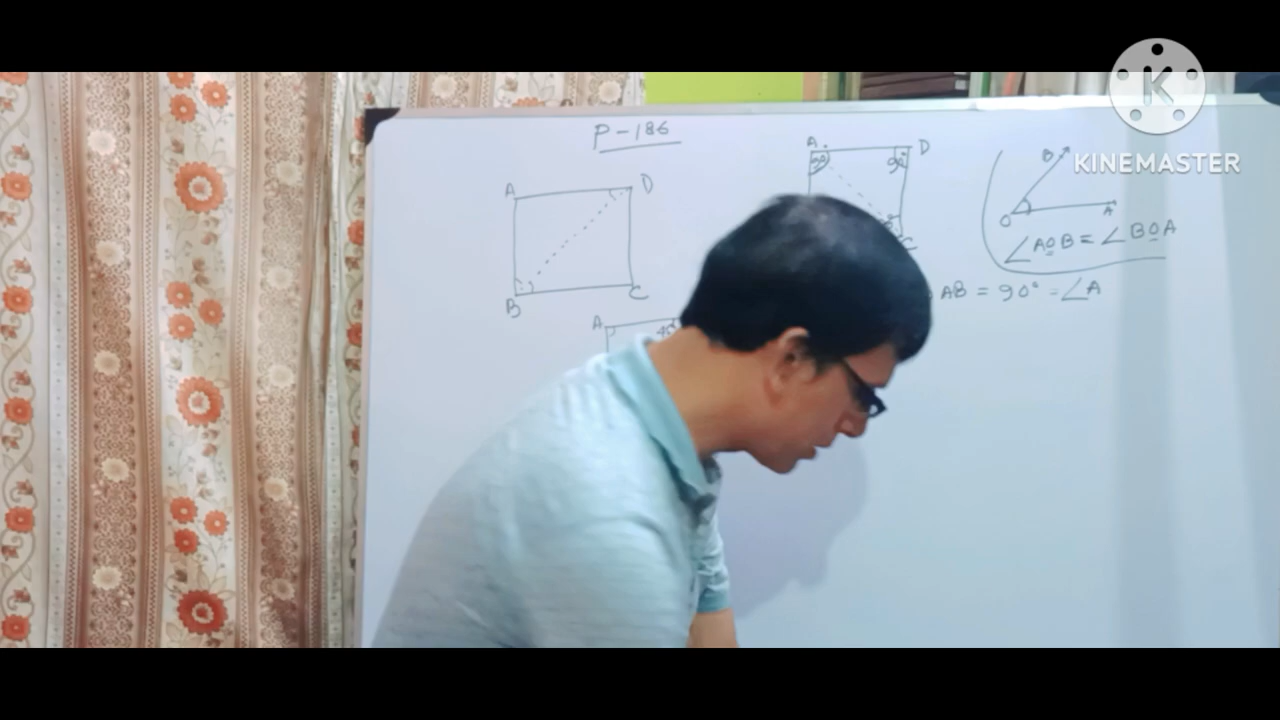 P-186
A D
B C
A
A D
90° 90°
C
B
O A
∠AOB = ∠BOA
AB = 90° = ∠A
K
KINEMASTER